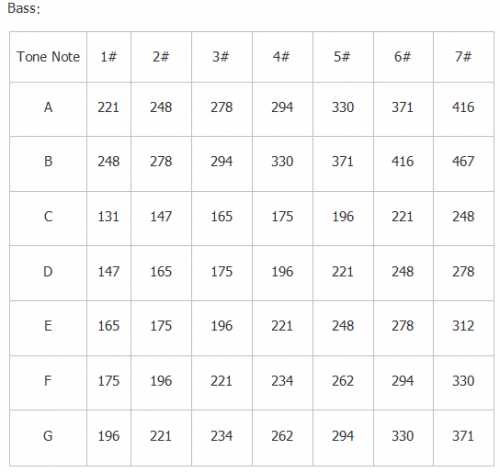 Bass:
Tone Note 1# 2# 3# 4# 5# 6# 7#
A 221 248 278 294 330 371 416
B 248 278 294 330 371 416 467
C 131 147 165 175 196 221 248
D 147 165 175 196 221 248 278
E 165 175 196 221 248 278 312
F 175 196 221 234 262 294 330
G 196 221 234 262 294 330 371